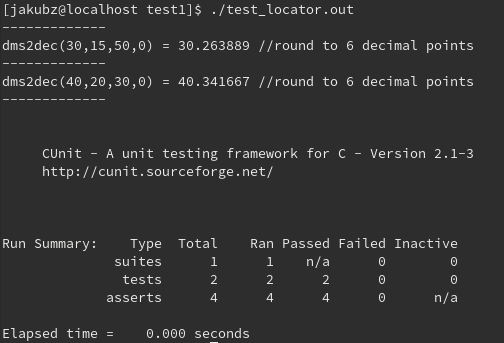 [jakubz@localhost test1]$ ./test_locator.out
-------------
dms2dec(30,15,50,0) = 30.263889 //round to 6 decimal points
-------------
dms2dec(40,20,30,0) = 40.341667 //round to 6 decimal points
-------------
CUnit - A unit testing framework for C - Version 2.1-3
http://cunit.sourceforge.net/
Run Summary:    Type  Total    Ran Passed Failed Inactive
suites      1      1    n/a      0        0
tests      2      2      2      0        0
asserts      4      4      4      0      n/a
Elapsed time =    0.000 seconds